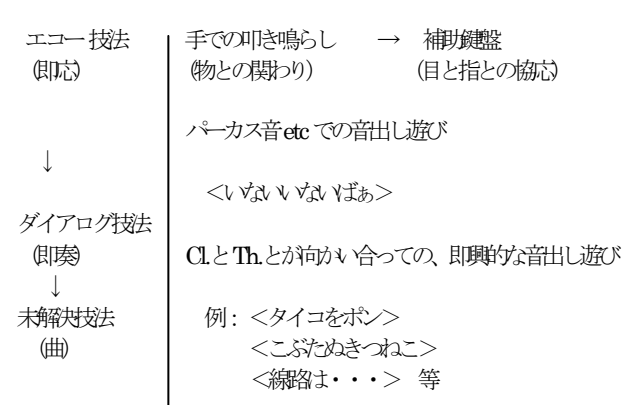 エコー技法　手での叩き鳴らし　→　補助鍵盤
(即応)　(物との関わり)　(目と指との協応)
パーカス音 etc での音出し遊び
↓
＜いないいないばぁ＞
ダイアログ技法
(即奏)　Cl.と Th.とが向かい合っての、即興的な音出し遊び
↓
未解決技法　例：＜タイコをポン＞
(曲)　＜こぶたぬきつねこ＞
＜線路は・・・＞ 等